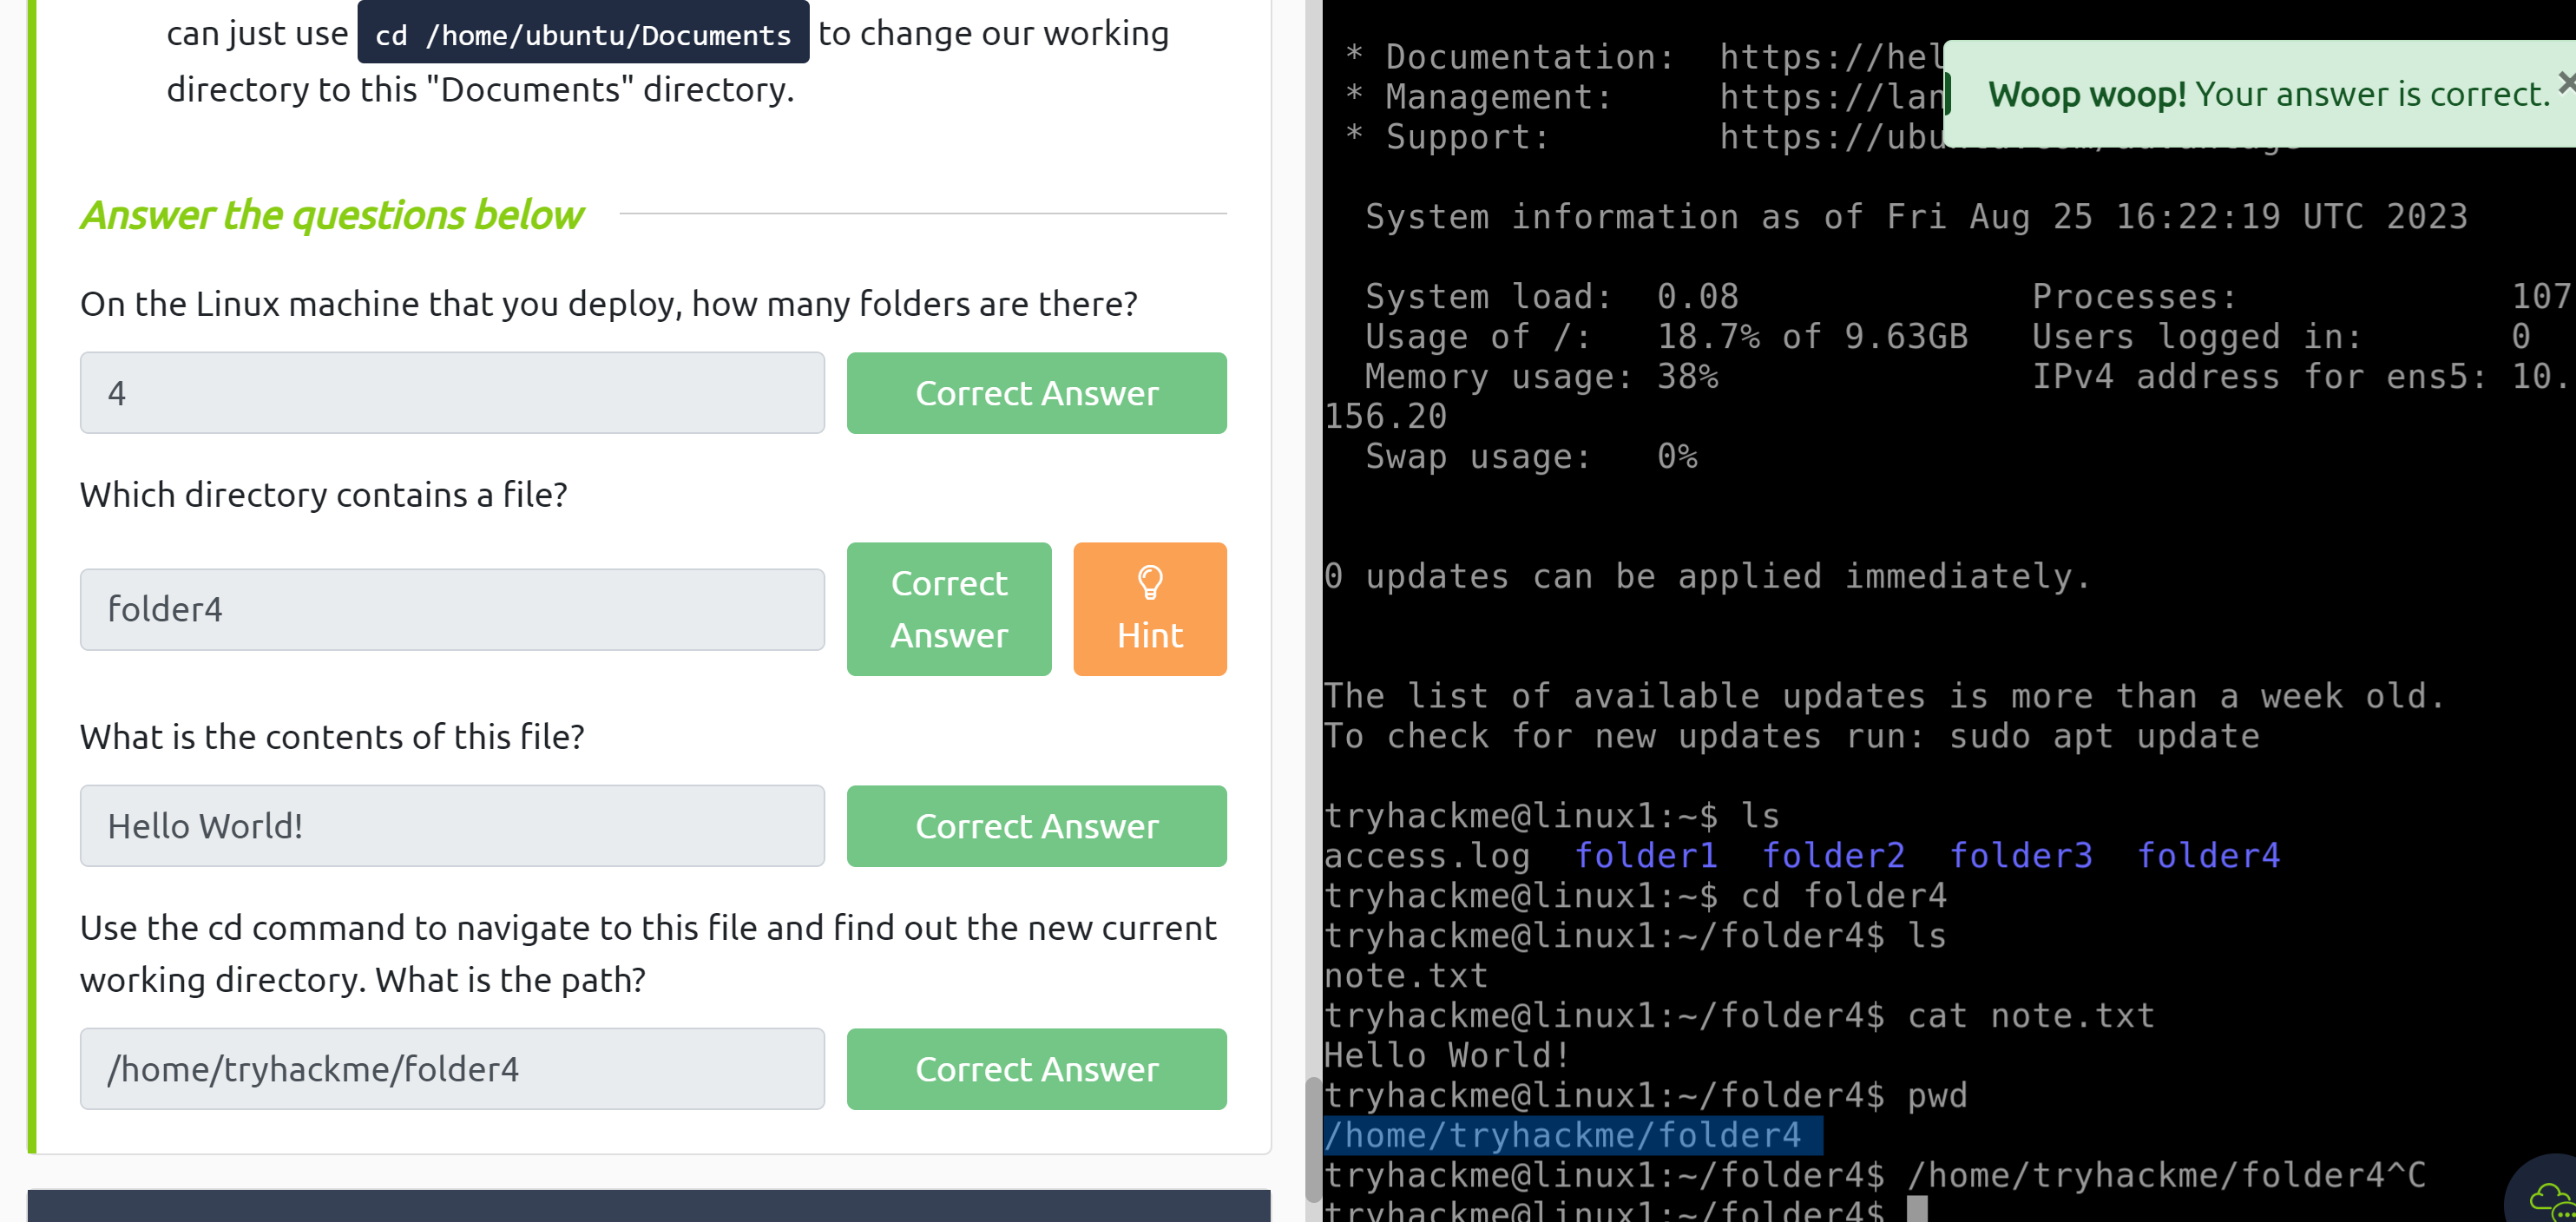 can just use cd /home/ubuntu/Documents to change our working
directory to this "Documents" directory.
Answer the questions below
On the Linux machine that you deploy, how many folders are there?
4
Correct Answer
Which directory contains a file?
folder4
Correct
Answer
Hint
What is the contents of this file?
Hello World!
Correct Answer
Use the cd command to navigate to this file and find out the new current
working directory. What is the path?
/home/tryhackme/folder4
Correct Answer
* Documentation: https://hel
* Management: https://lan
* Support: https://ubu
Woop woop! Your answer is correct.
System information as of Fri Aug 25 16:22:19 UTC 2023
System load: 0.08 Processes: 107
Usage of /: 18.7% of 9.63GB Users logged in: 0
Memory usage: 38% IPv4 address for ens5: 10.
156.20
Swap usage: 0%
0 updates can be applied immediately.
The list of available updates is more than a week old.
To check for new updates run: sudo apt update
tryhackme@linux1:~$ ls
access.log folder1 folder2 folder3 folder4
tryhackme@linux1:~$ cd folder4
tryhackme@linux1:~/folder4$ ls
note.txt
tryhackme@linux1:~/folder4$ cat note.txt
Hello World!
tryhackme@linux1:~/folder4$ pwd
/home/tryhackme/folder4
tryhackme@linux1:~/folder4$ /home/tryhackme/folder4^C
tryhackme@linux1:~/folder4$